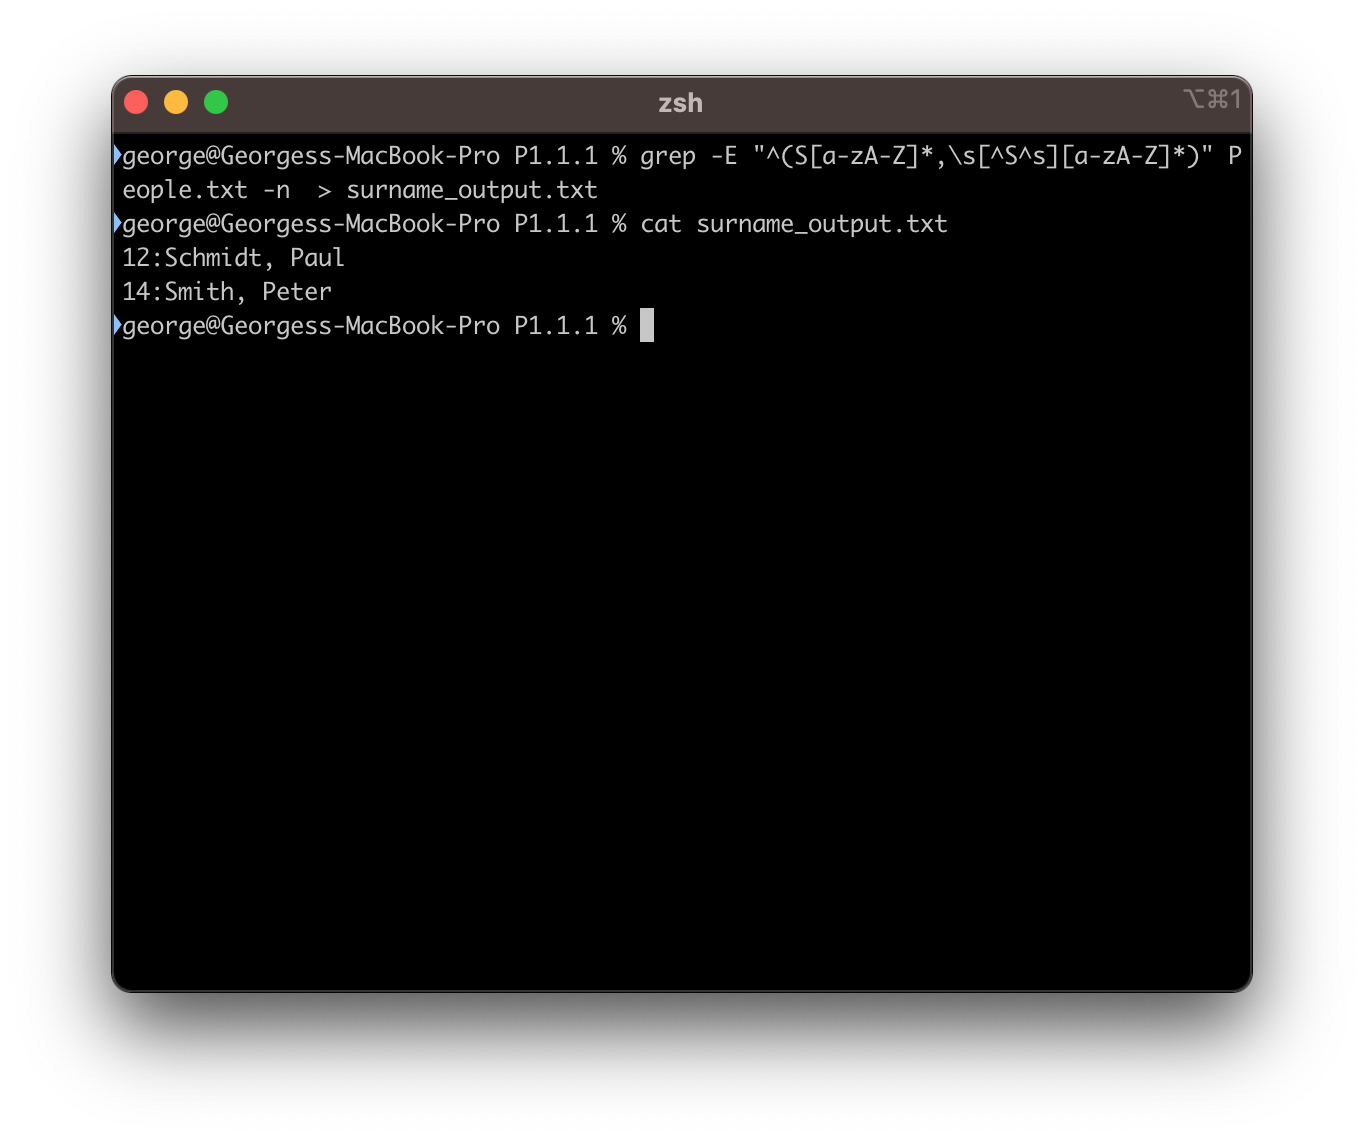 zsh
⌥⌘1
george@Georgess-MacBook-Pro P1.1.1 % grep -E "^(S[a-zA-Z]*,\s[^S^s][a-zA-Z]*)" P
eople.txt -n  > surname_output.txt
george@Georgess-MacBook-Pro P1.1.1 % cat surname_output.txt
12:Schmidt, Paul
14:Smith, Peter
george@Georgess-MacBook-Pro P1.1.1 %